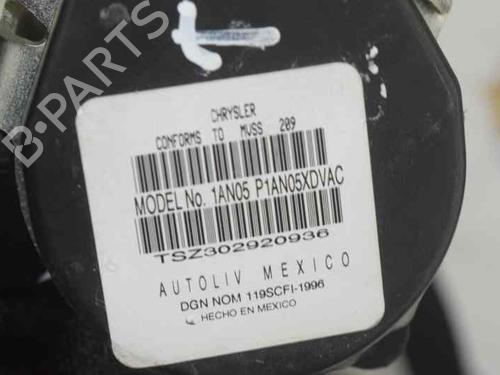 B-PARTS
CHRYSLER
CONFORMS TO MVSS 209
MODEL No. 1AN05 P1AN05XDVAC
TSZ302920936
AUTOLIV MEXICO
DGN NOM 119SCFI-1996
HECHO EN MEXICO